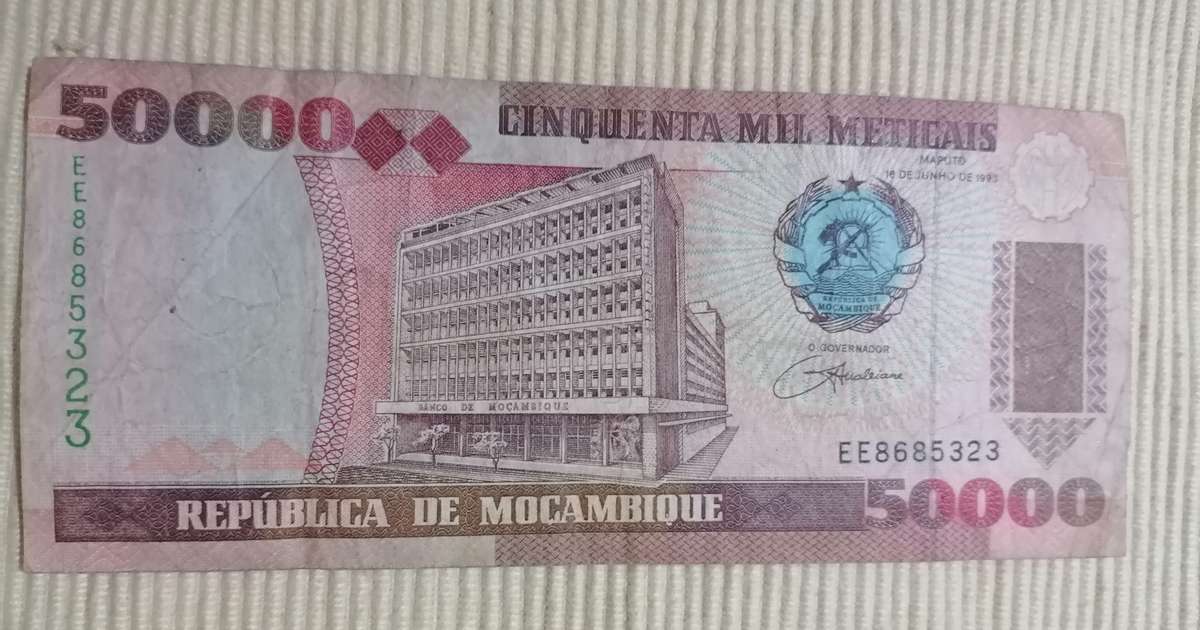 50000
CINQUENTA MIL METICAIS
MAPUTO
16 DE JUNHO DE 1993
EE8685323
REPÚBLICA DE
MOÇAMBIQUE
O GOVERNADOR
BANCO DE MOÇAMBIQUE
EE8685323
REPÚBLICA DE MOÇAMBIQUE
50000